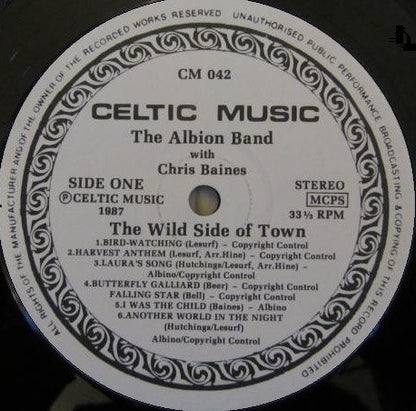 ALL RIGHTS OF THE MANUFACTURER AND OF THE OWNER OF THE RECORDED WORKS RESERVED UNAUTHORISED PUBLIC PERFORMANCE BROADCASTING & COPYING OF THIS RECORD PROHIBITED
CM 042
CELTIC MUSIC
The Albion Band
with
Chris Baines
SIDE ONE STEREO
Ⓟ CELTIC MUSIC MCPS
1987 33⅓ RPM
The Wild Side of Town
1.BIRD-WATCHING (Lesurf) - Copyright Control
2.HARVEST ANTHEM (Lesurf, Arr.Hine) - Copyright Control
3.LAURA'S SONG (Hutchings/Lesurf, Arr.Hine) -
Albino/Copyright Control
4.BUTTERFLY GALLIARD (Beer) - Copyright Control
FALLING STAR (Bell) - Copyright Control
5.I WAS THE CHILD (Baines) - Albino
6.ANOTHER WORLD IN THE NIGHT
(Hutchings/Lesurf)
Albino/Copyright Control